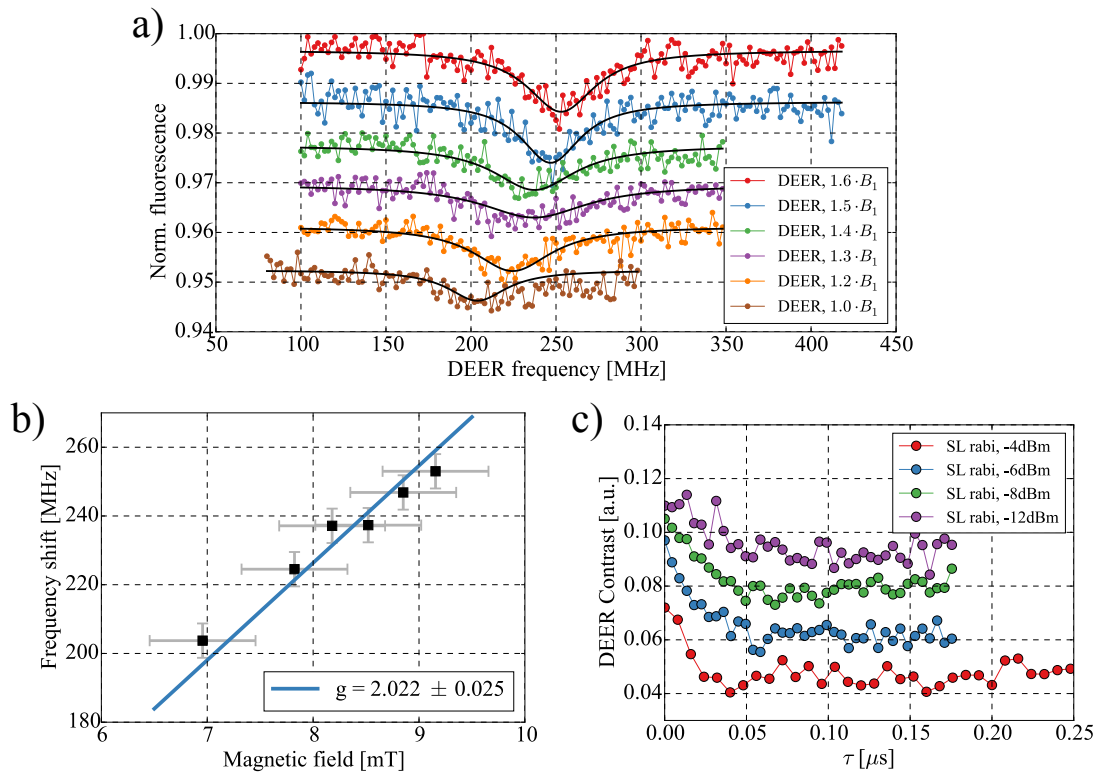 a)
1.00
0.99
0.98
0.97
0.96
0.95
0.94
Norm. fluorescence
50 100 150 200 250 300 350 400 450
DEER frequency [MHz]
DEER, 1.6 · B₁
DEER, 1.5 · B₁
DEER, 1.4 · B₁
DEER, 1.3 · B₁
DEER, 1.2 · B₁
DEER, 1.0 · B₁
b)
260
240
220
200
180
Frequency shift [MHz]
6 7 8 9 10
Magnetic field [mT]
g = 2.022 ± 0.025
c)
0.14
0.12
0.10
0.08
0.06
0.04
DEER Contrast [a.u.]
0.00 0.05 0.10 0.15 0.20 0.25
τ [μs]
SL rabi, -4dBm
SL rabi, -6dBm
SL rabi, -8dBm
SL rabi, -12dBm